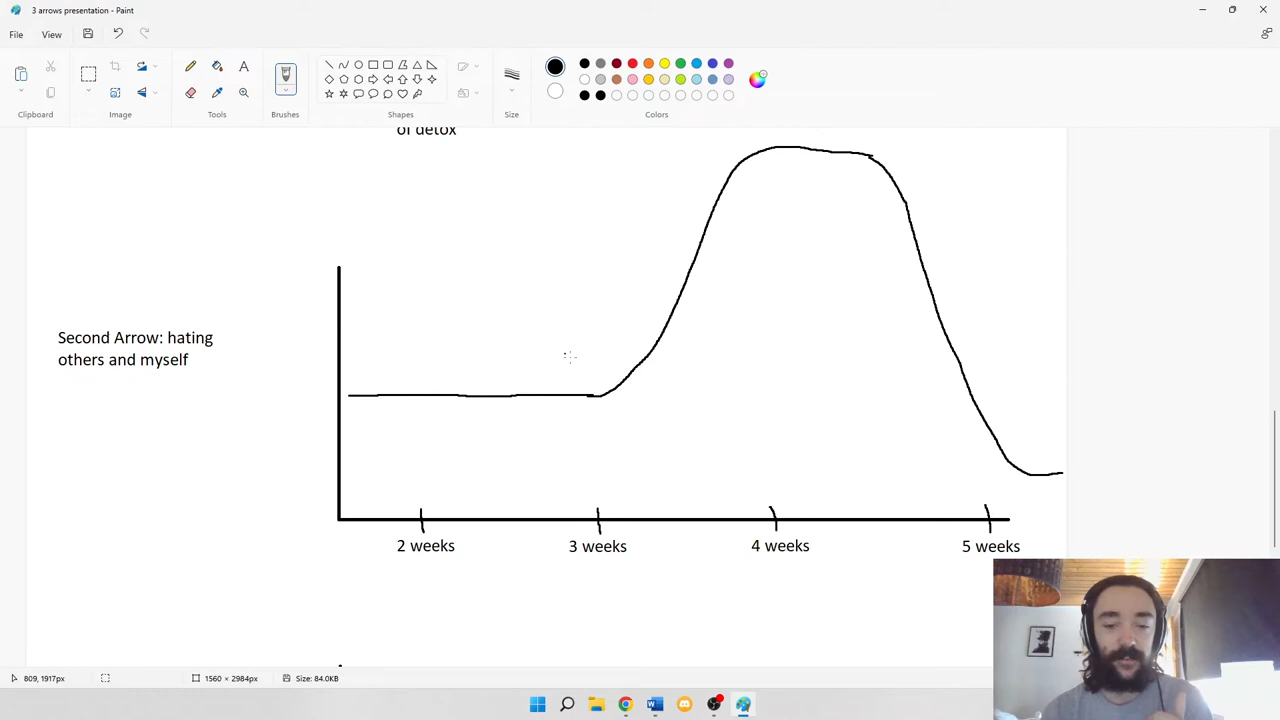 3 arrows presentation - Paint
File View
Clipboard Image Tools Brushes Shapes Size Colors
of detox
Second Arrow: hating
others and myself
2 weeks 3 weeks 4 weeks 5 weeks
809, 1917px 1560 × 2984px Size: 84.0KB